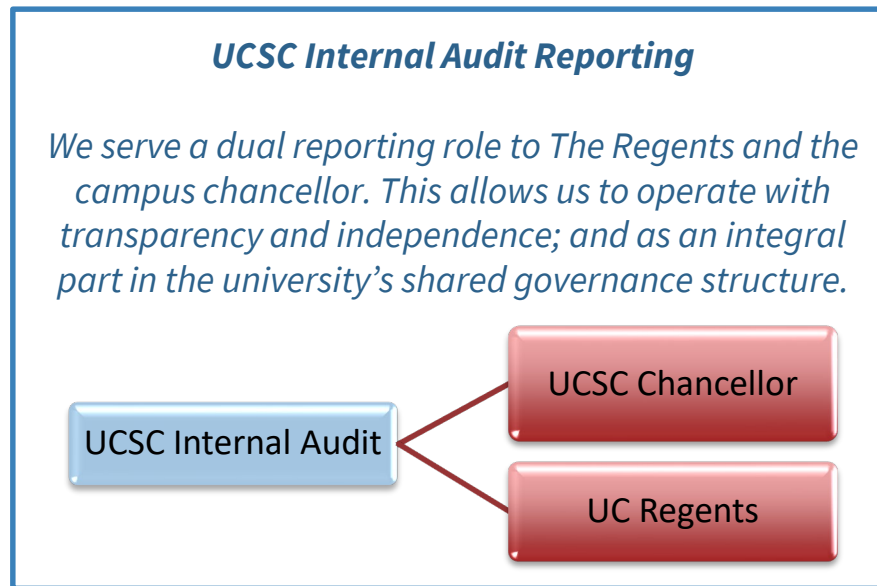 UCSC Internal Audit Reporting
We serve a dual reporting role to The Regents and the
campus chancellor. This allows us to operate with
transparency and independence; and as an integral
part in the university’s shared governance structure.
UCSC Chancellor
UCSC Internal Audit
UC Regents